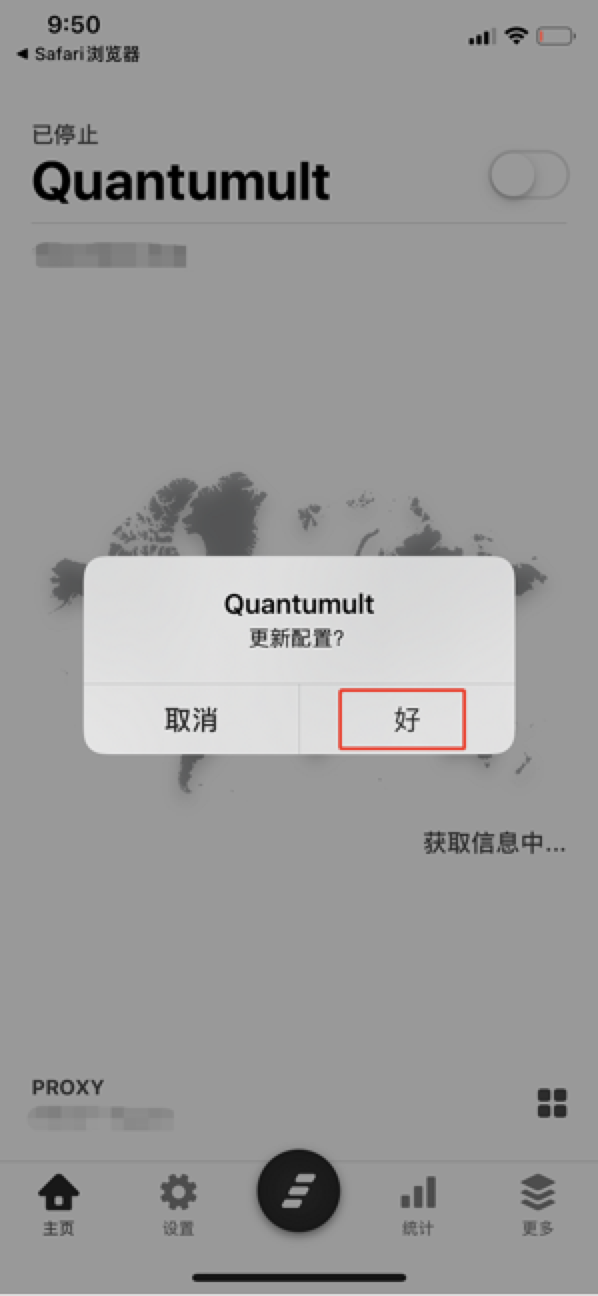 9:50
◀ Safari浏览器
已停止
Quantumult
Quantumult
更新配置?
取消
好
获取信息中...
PROXY
主页
设置
统计
更多